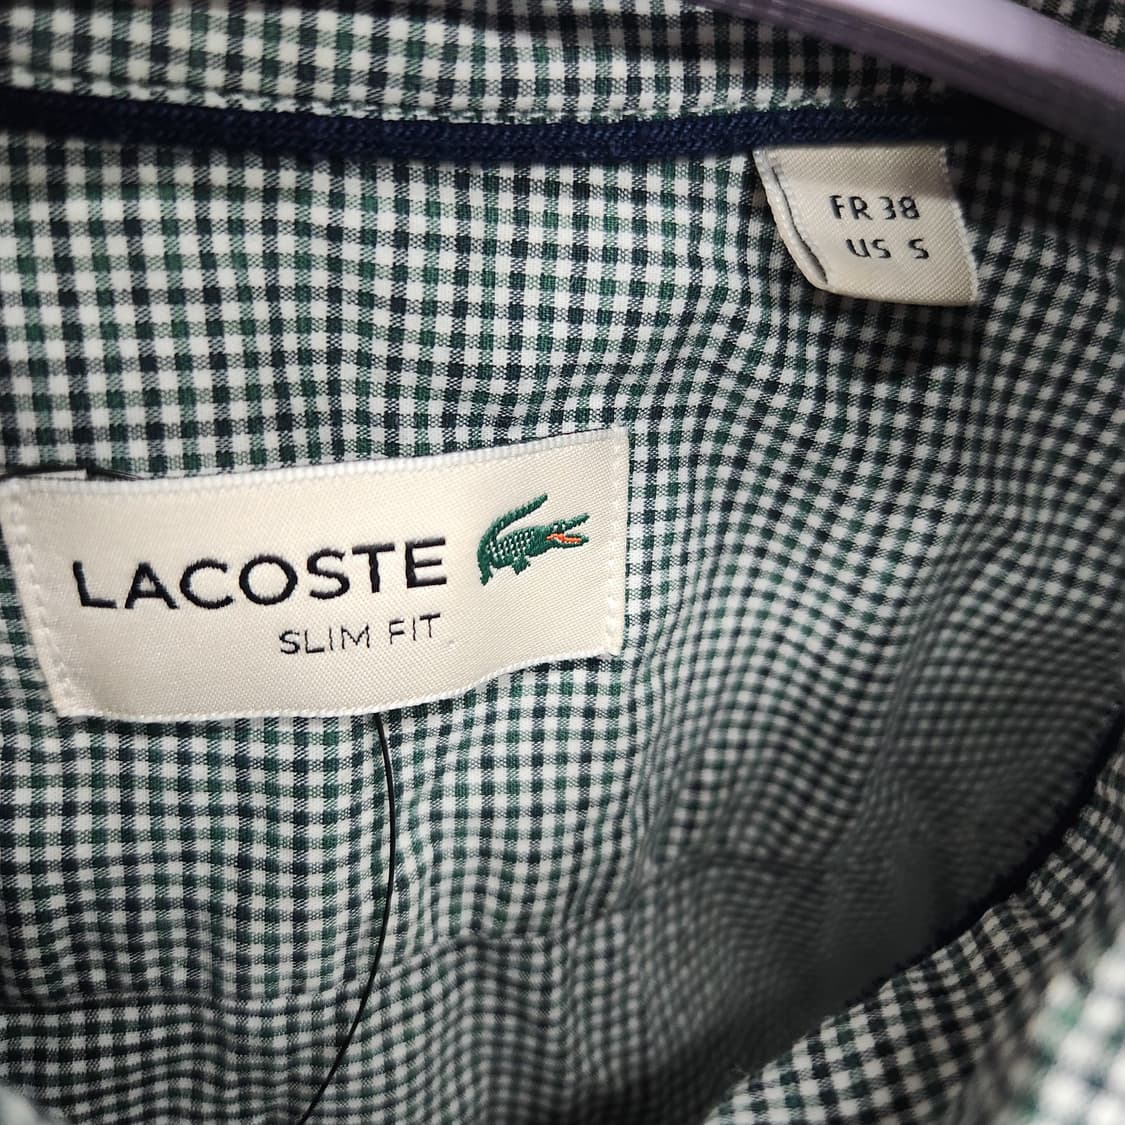 FR 38
US S
LACOSTE
SLIM FIT